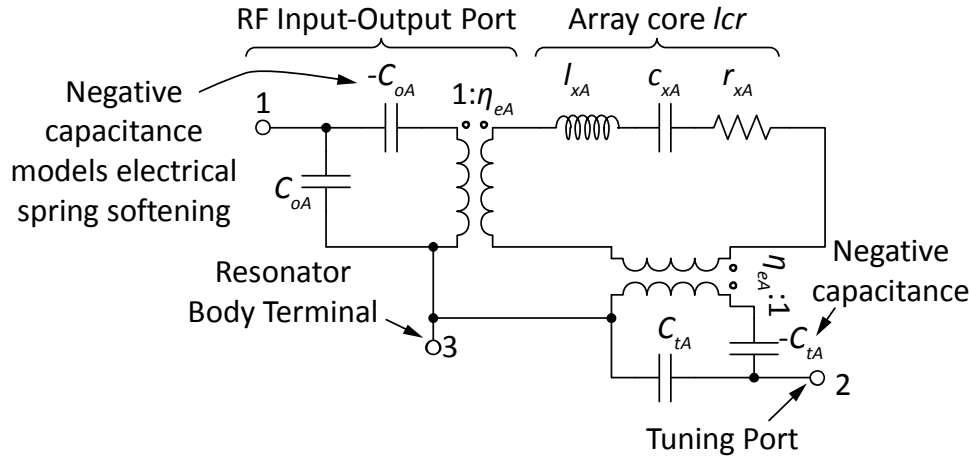 RF Input-Output Port
Array core lcr
Negative
capacitance
models electrical
spring softening
-CoA
1:ηeA
lxA
cxA
rxA
1
CoA
Resonator
Body Terminal
3
ηeA:1
Negative
capacitance
CtA
-CtA
2
Tuning Port